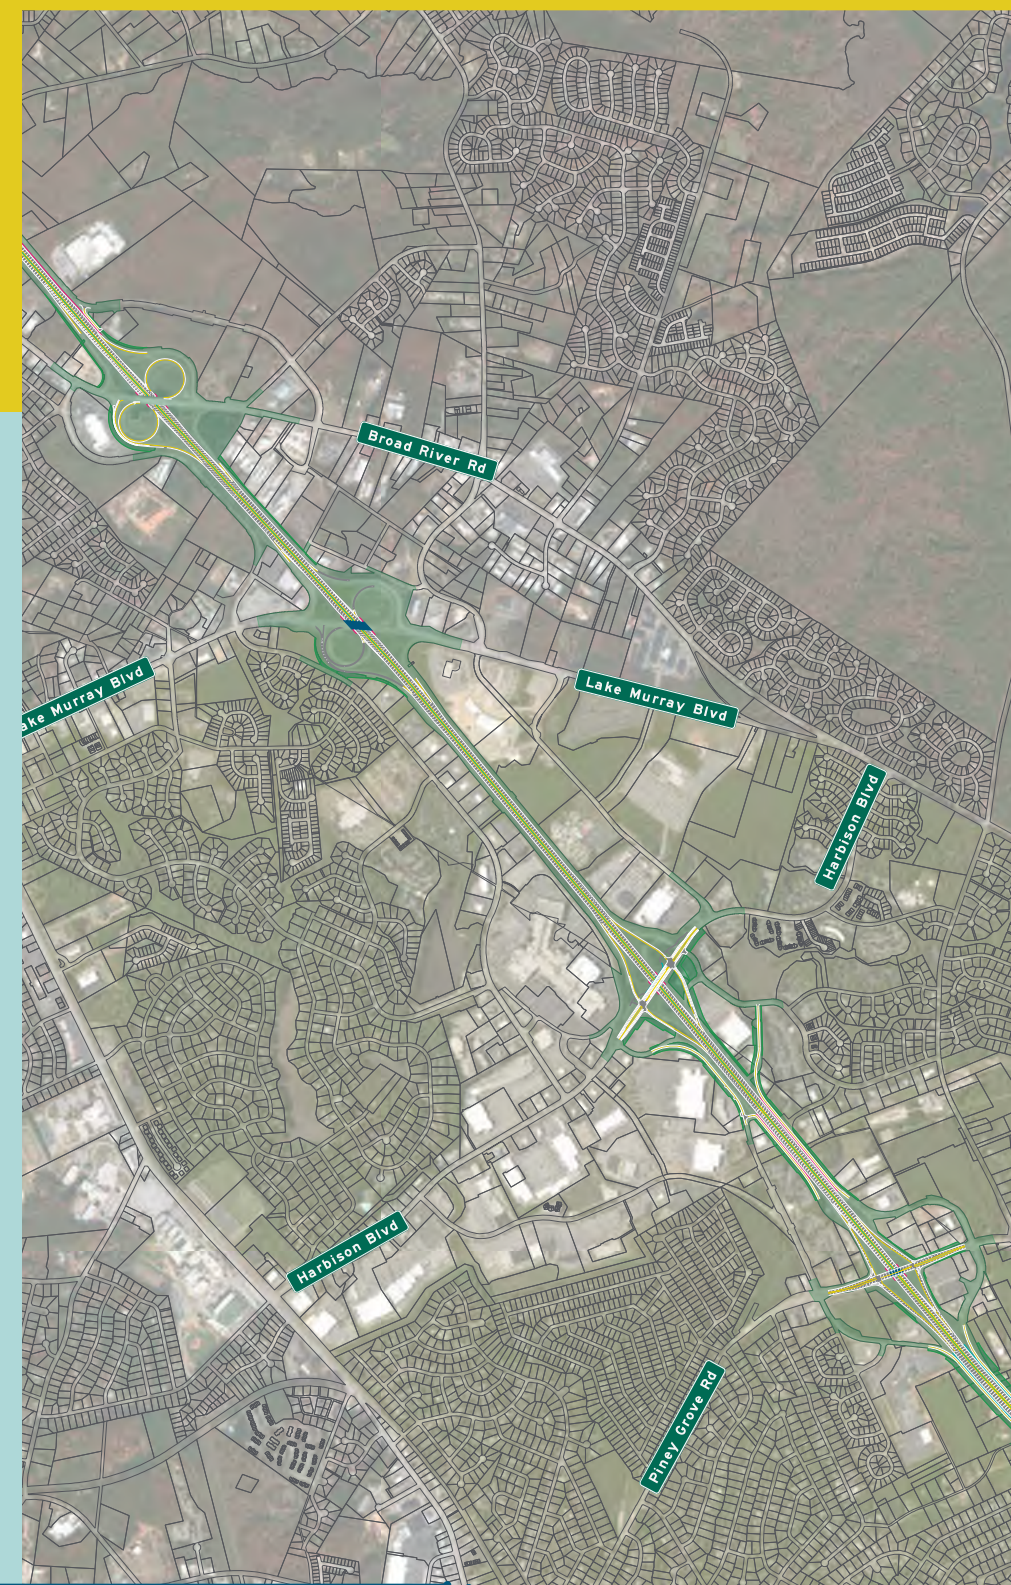 Broad River Rd
ake Murray Blvd
Lake Murray Blvd
Harbison Blvd
Harbison Blvd
Piney Grove Rd